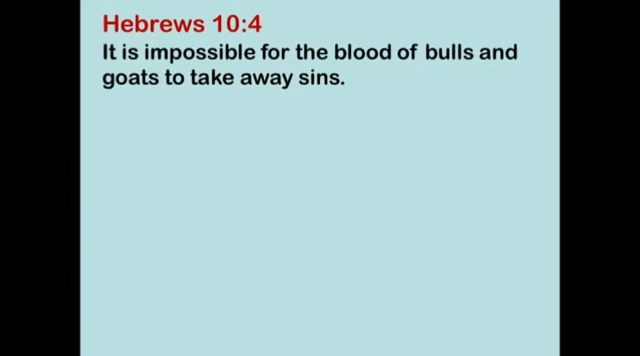 Hebrews 10:4
It is impossible for the blood of bulls and
goats to take away sins.